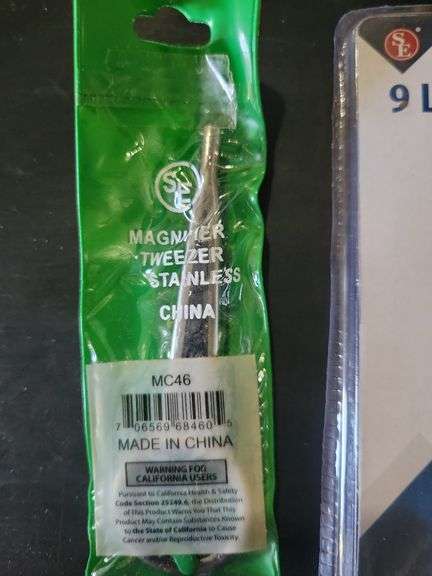 SE
MAGNIFIER
TWEEZER
STAINLESS
CHINA
MC46
7 06569 68460 5
MADE IN CHINA
WARNING FOG
CALIFORNIA USERS
Pursuant to California Health & Safety
Code Section 25249.6, the Distributor
of This Product Warns You That This
Product May Contain Substances Known
to the State of California to Cause
Cancer and/or Reproductive Toxicity
SE
9 L